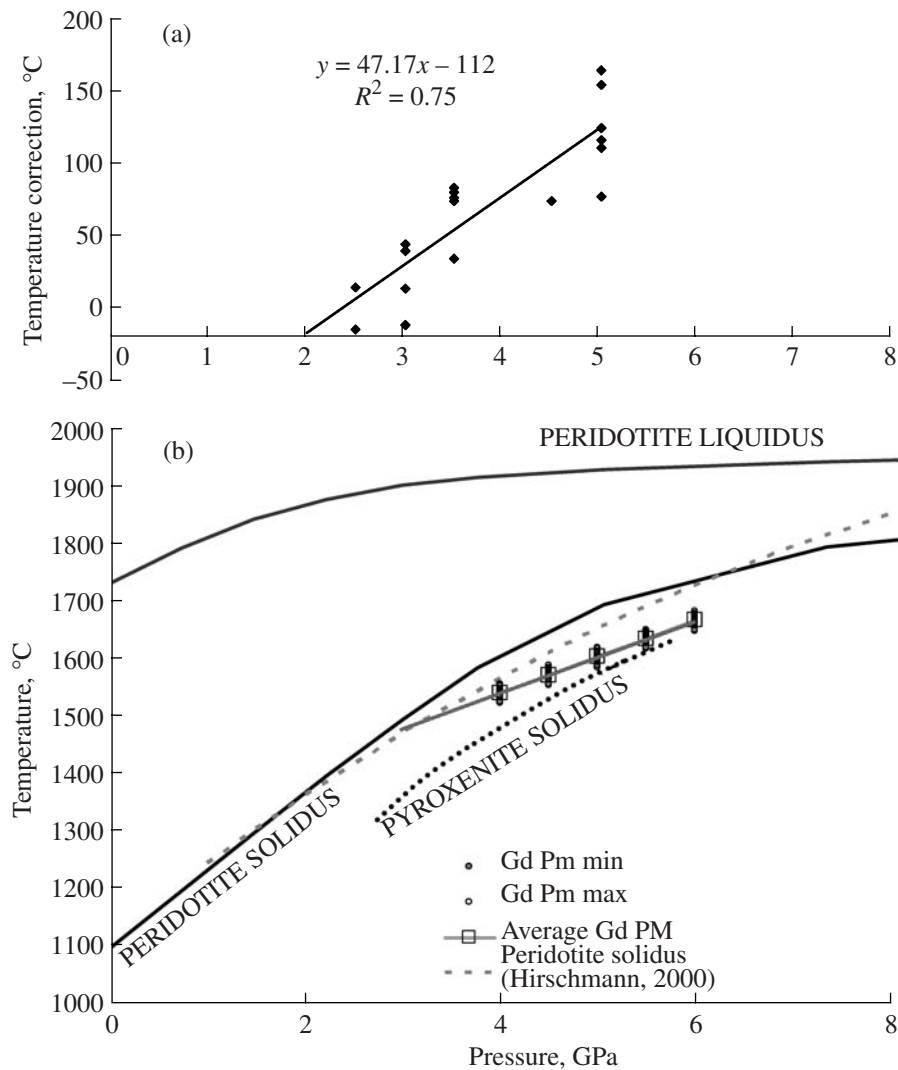 (a)
y = 47.17x – 112
R² = 0.75
Temperature correction, °C
200
150
100
50
0
–50
0 1 2 3 4 5 6 7 8
(b)
PERIDOTITE LIQUIDUS
PERIDOTITE SOLIDUS
PYROXENITE SOLIDUS
Temperature, °C
2000
1900
1800
1700
1600
1500
1400
1300
1200
1100
1000
Gd Pm min
Gd Pm max
Average Gd PM
Peridotite solidus
(Hirschmann, 2000)
0 2 4 6 8
Pressure, GPa